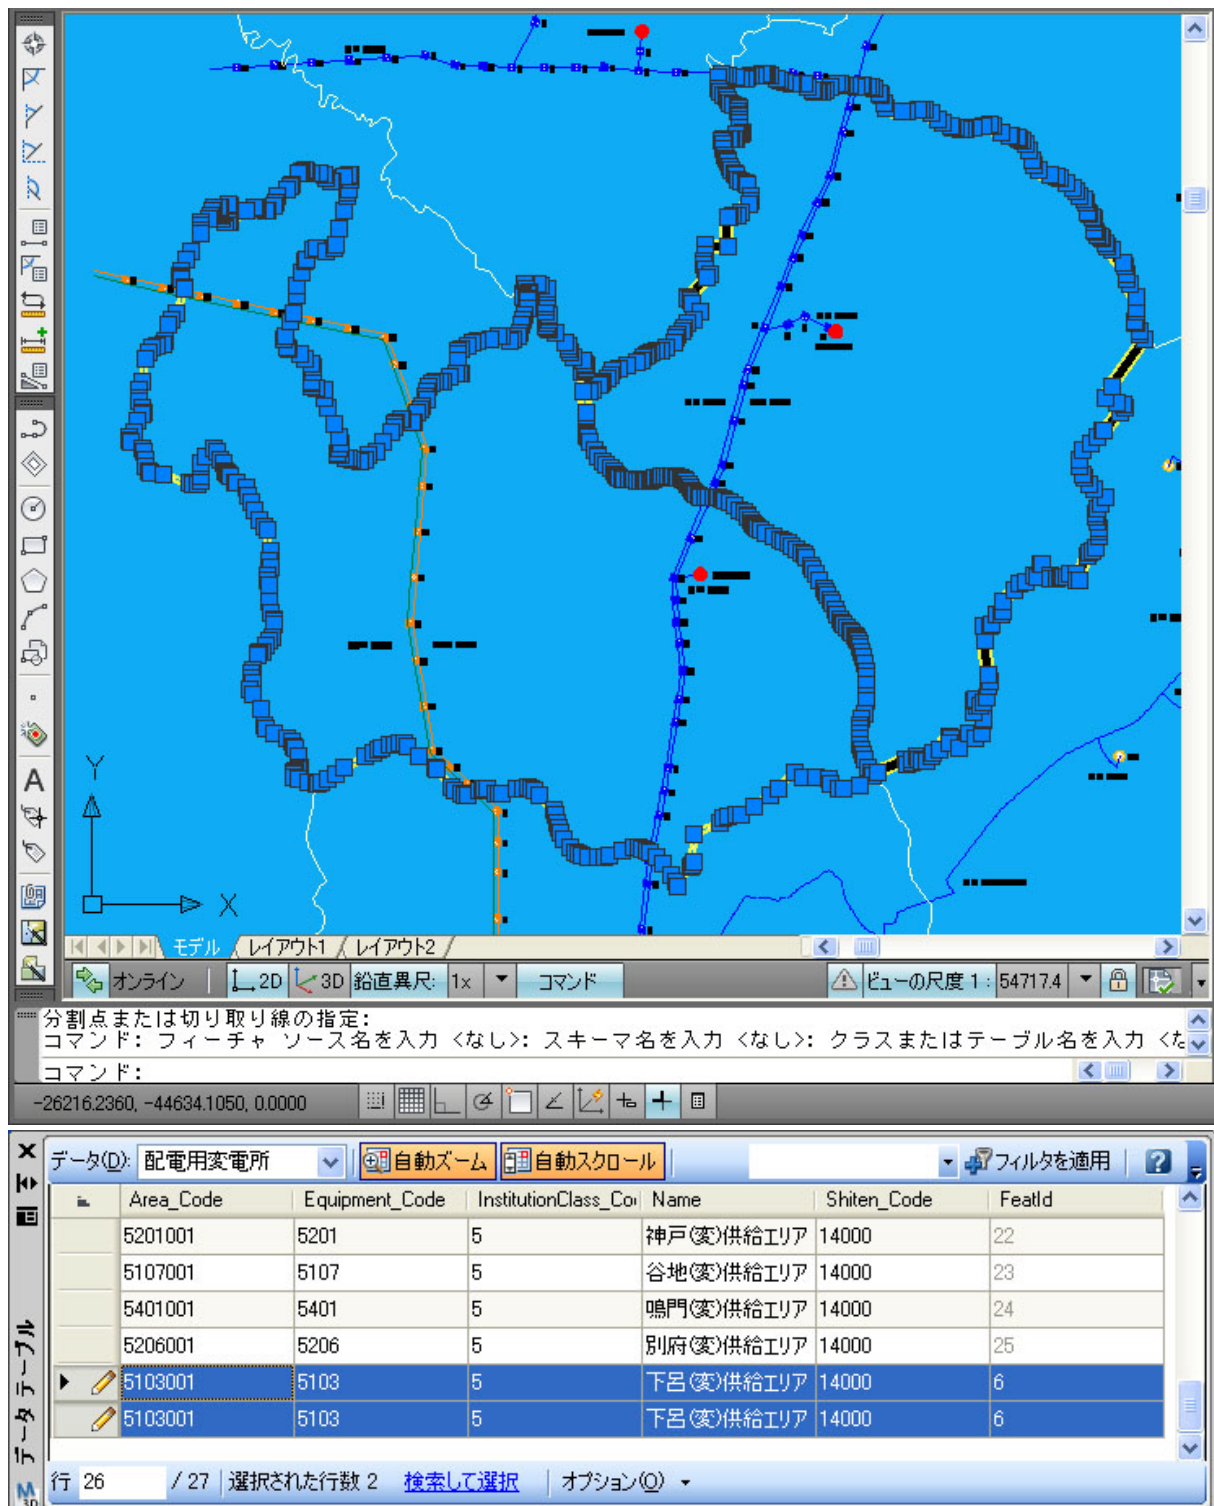 Y
X
モデル レイアウト1 レイアウト2
オンライン 2D 3D 鉛直異尺: 1x コマンド ビューの尺度 1 : 54717.4
分割点または切り取り線の指定:
コマンド: フィーチャ ソース名を入力 <なし>: スキーマ名を入力 <なし>: クラスまたはテーブル名を入力 <な
コマンド:
-26216.2360, -44634.1050, 0.0000
データ(D): 配電用変電所 自動ズーム 自動スクロール フィルタを適用
Area_Code Equipment_Code InstitutionClass_Co Name Shiten_Code FeatId
5201001 5201 5 神戸(変)供給エリア 14000 22
5107001 5107 5 谷地(変)供給エリア 14000 23
5401001 5401 5 鳴門(変)供給エリア 14000 24
5206001 5206 5 別府(変)供給エリア 14000 25
5103001 5103 5 下呂(変)供給エリア 14000 6
5103001 5103 5 下呂(変)供給エリア 14000 6
行 26 / 27 選択された行数 2 検索して選択 オプション(O)
データ テーブル